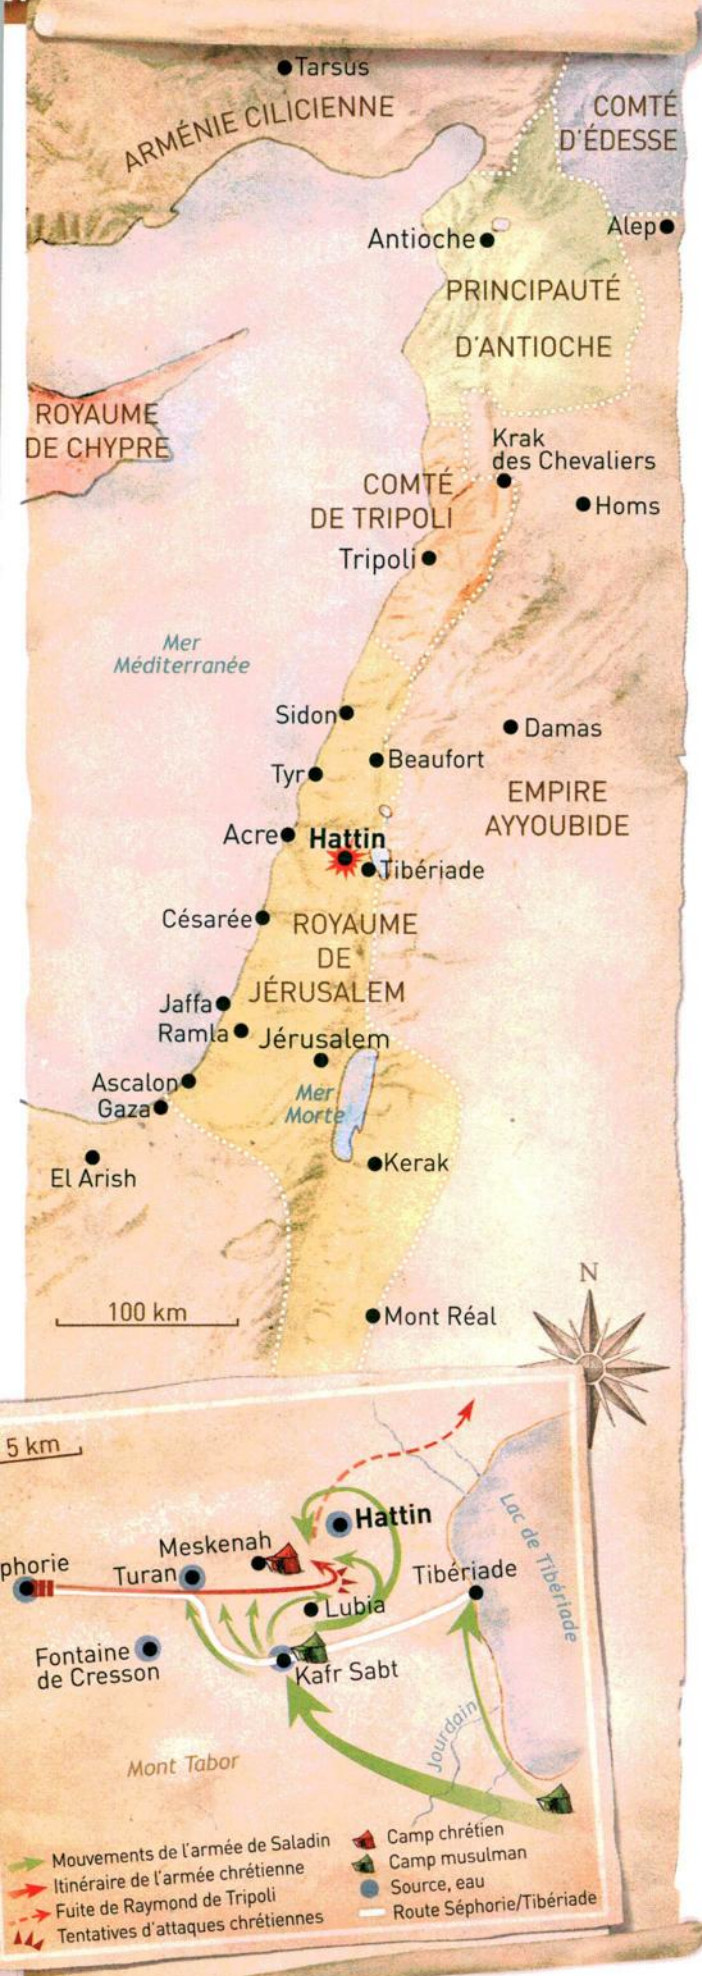 Tarsus
ARMÉNIE CILICIENNE
COMTÉ
D'ÉDESSE
Antioche
Alep
PRINCIPAUTÉ
D'ANTIOCHE
ROYAUME
DE CHYPRE
Krak
des Chevaliers
COMTÉ
DE TRIPOLI
Homs
Tripoli
Mer
Méditerranée
Sidon
Damas
Beaufort
Tyr
EMPIRE
AYYOUBIDE
Acre
Hattin
Tibériade
Césarée
ROYAUME
DE
JÉRUSALEM
Jaffa
Ramla
Jérusalem
Ascalon
Gaza
Mer
Morte
El Arish
Kerak
100 km
Mont Réal
N
5 km
Hattin
Meskenah
phorie
Turan
Tibériade
Lac de Tibériade
Lubia
Fontaine
de Cresson
Kafr Sabt
Jourdain
Mont Tabor
Mouvements de l'armée de Saladin
Itinéraire de l'armée chrétienne
Fuite de Raymond de Tripoli
Tentatives d'attaques chrétiennes
Camp chrétien
Camp musulman
Source, eau
Route Séphorie/Tibériade